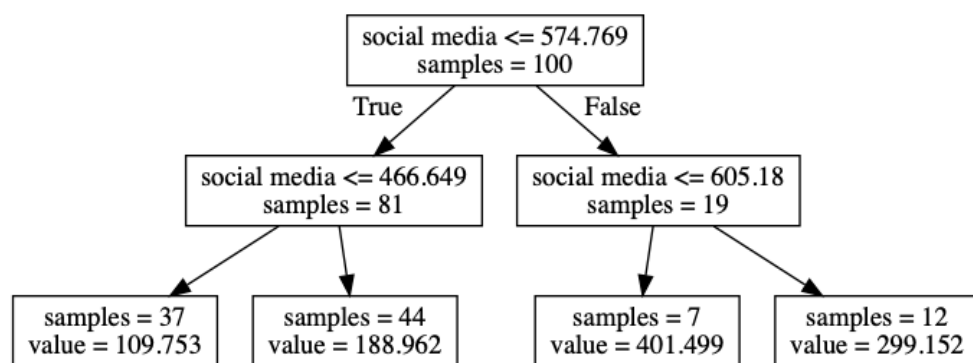 social media <= 574.769
samples = 100
True
False
social media <= 466.649
samples = 81
social media <= 605.18
samples = 19
samples = 37
value = 109.753
samples = 44
value = 188.962
samples = 7
value = 401.499
samples = 12
value = 299.152